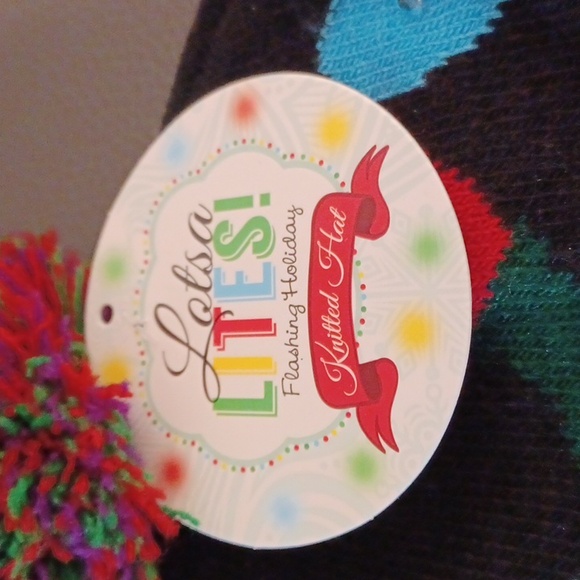 Lotsa
LITES!
Flashing Holiday
Knitted Hat